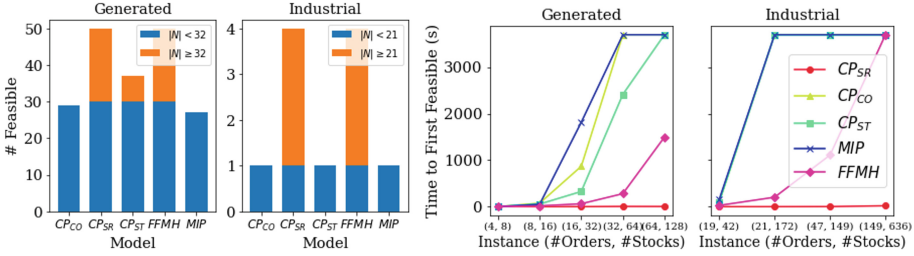 Generated
# Feasible
50
40
30
20
10
0
|N| < 32
|N| ≥ 32
CP_CO CP_SR CP_ST FFMH MIP
Model
Industrial
4
3
2
1
0
|N| < 21
|N| ≥ 21
CP_CO CP_SR CP_ST FFMH MIP
Model
Generated
Time to First Feasible (s)
3000
2000
1000
0
(4, 8) (8, 16) (16, 32) (32, 64) (64, 128)
Instance (#Orders, #Stocks)
Industrial
CP_SR
CP_CO
CP_ST
MIP
FFMH
(19, 42) (21, 172) (47, 149) (149, 636)
Instance (#Orders, #Stocks)